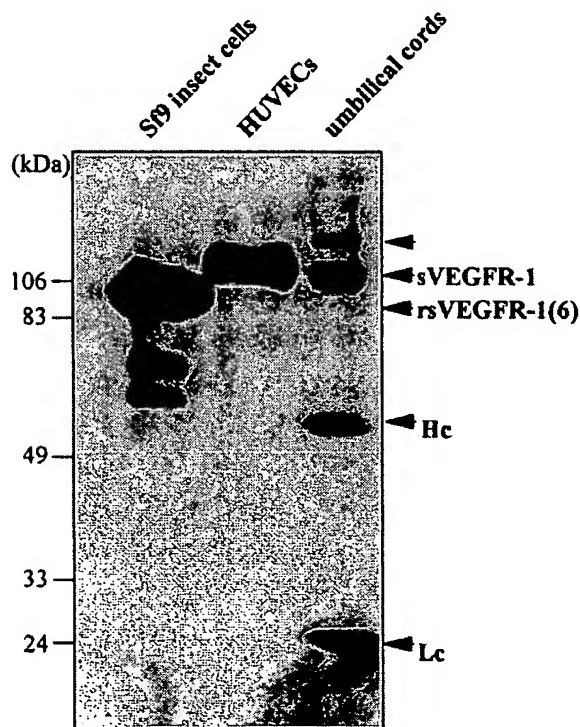 Sf9 insect cells
HUVECs
umbilical cords
(kDa)
106
sVEGFR-1
83
rsVEGFR-1(6)
Hc
49
33
24
Lc